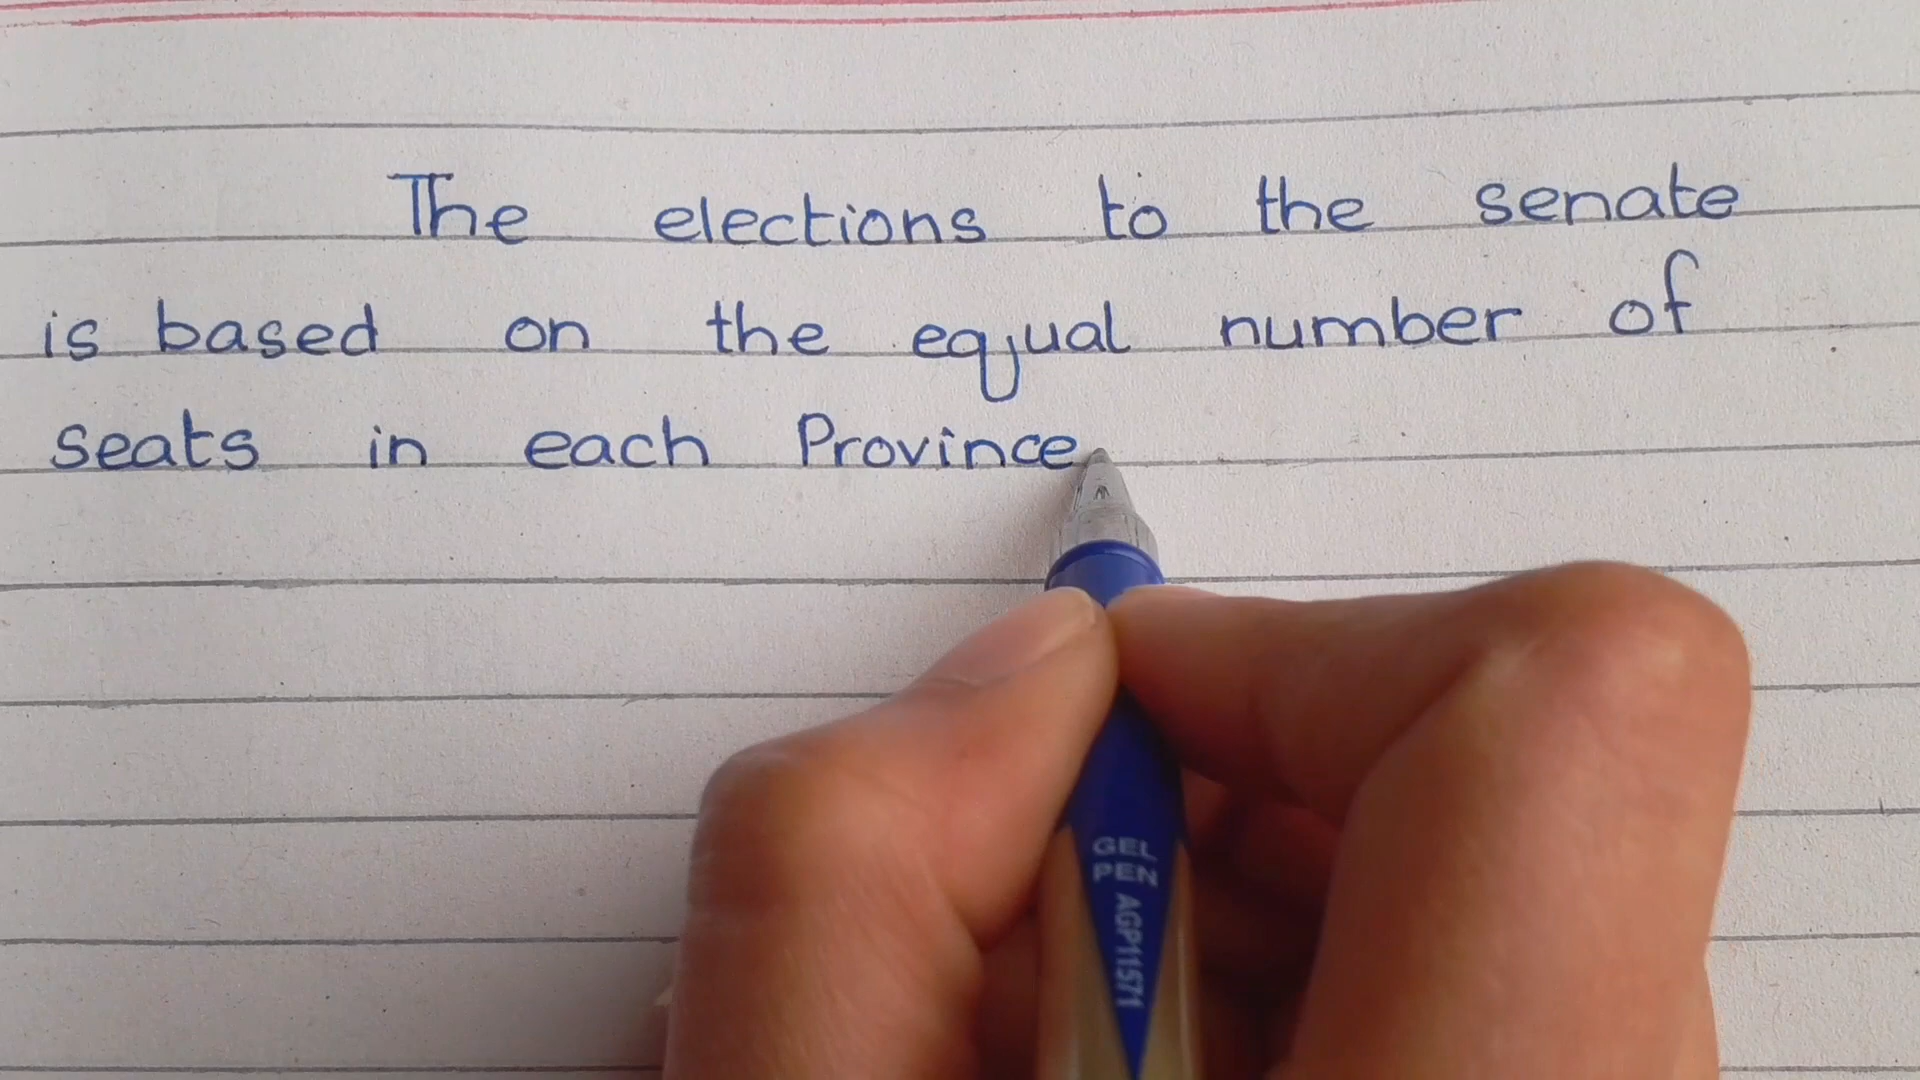 The elections to the senate
is based on the equal number of
seats in each Province
GEL
PEN
AGP11571